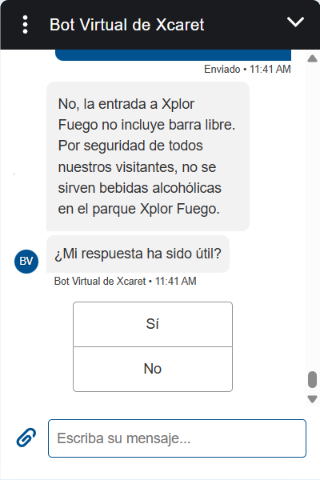 Bot Virtual de Xcaret
Enviado • 11:41 AM
No, la entrada a Xplor
Fuego no incluye barra libre.
Por seguridad de todos
nuestros visitantes, no se
sirven bebidas alcohólicas
en el parque Xplor Fuego.
¿Mi respuesta ha sido útil?
BV
Bot Virtual de Xcaret • 11:41 AM
Sí
No
Escriba su mensaje...